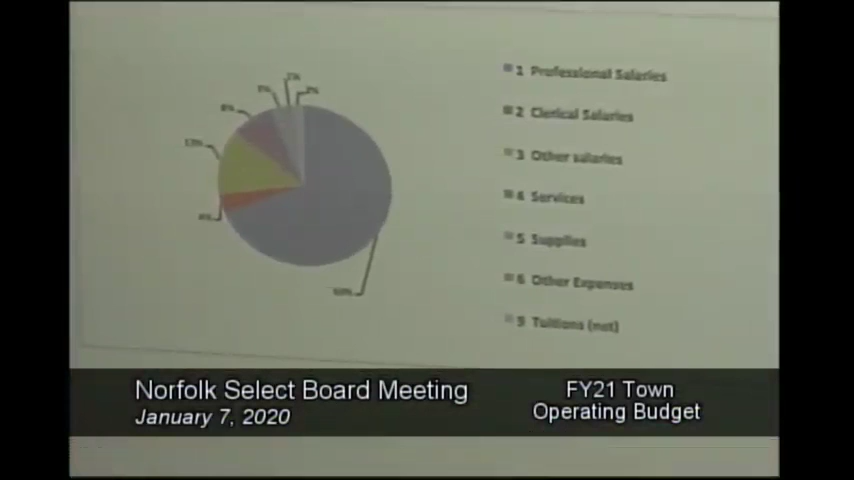 1 Professional Salaries
2 Clerical Salaries
3 Other salaries
4 Services
5 Supplies
6 Other Expenses
9 Tuitions (net)
Norfolk Select Board Meeting
January 7, 2020
FY21 Town
Operating Budget